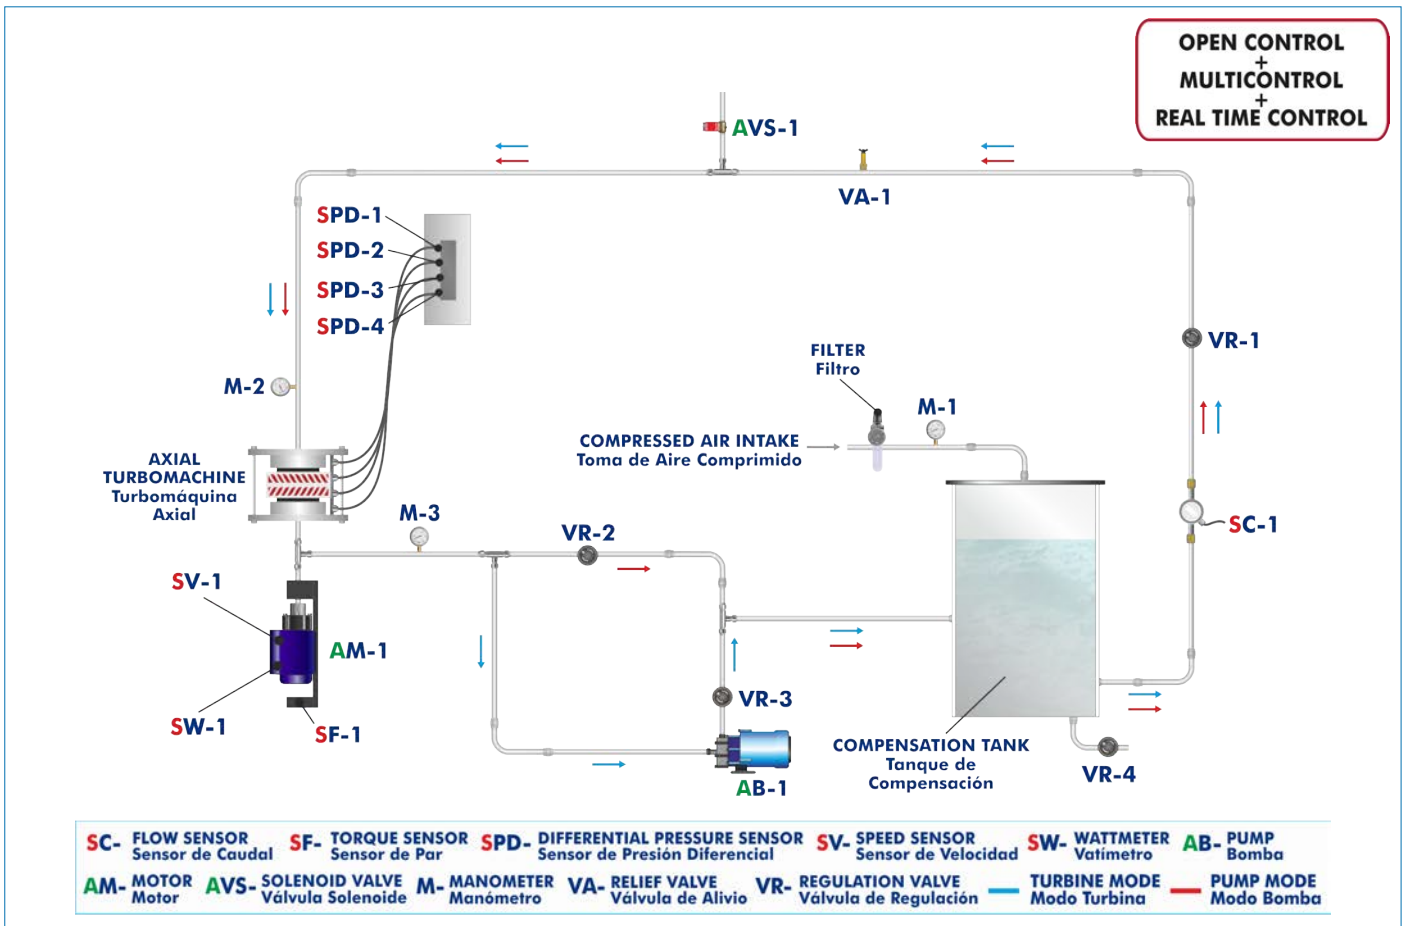 OPEN CONTROL
+
MULTICONTROL
+
REAL TIME CONTROL
AVS-1
VA-1
SPD-1
SPD-2
SPD-3
SPD-4
VR-1
FILTER
Filtro
M-2
M-1
COMPRESSED AIR INTAKE
Toma de Aire Comprimido
AXIAL
TURBOMACHINE
Turbomáquina
Axial
M-3
VR-2
SC-1
SV-1
AM-1
VR-3
SW-1
SF-1
COMPENSATION TANK
Tanque de
Compensación
VR-4
AB-1
SC- FLOW SENSOR SF- TORQUE SENSOR SPD- DIFFERENTIAL PRESSURE SENSOR SV- SPEED SENSOR SW- WATTMETER AB- PUMP
Sensor de Caudal Sensor de Par Sensor de Presión Diferencial Sensor de Velocidad Vatímetro Bomba
AM- MOTOR AVS- SOLENOID VALVE M- MANOMETER VA- RELIEF VALVE VR- REGULATION VALVE TURBINE MODE PUMP MODE
Motor Válvula Solenoide Manómetro Válvula de Alivio Válvula de Regulación Modo Turbina Modo Bomba